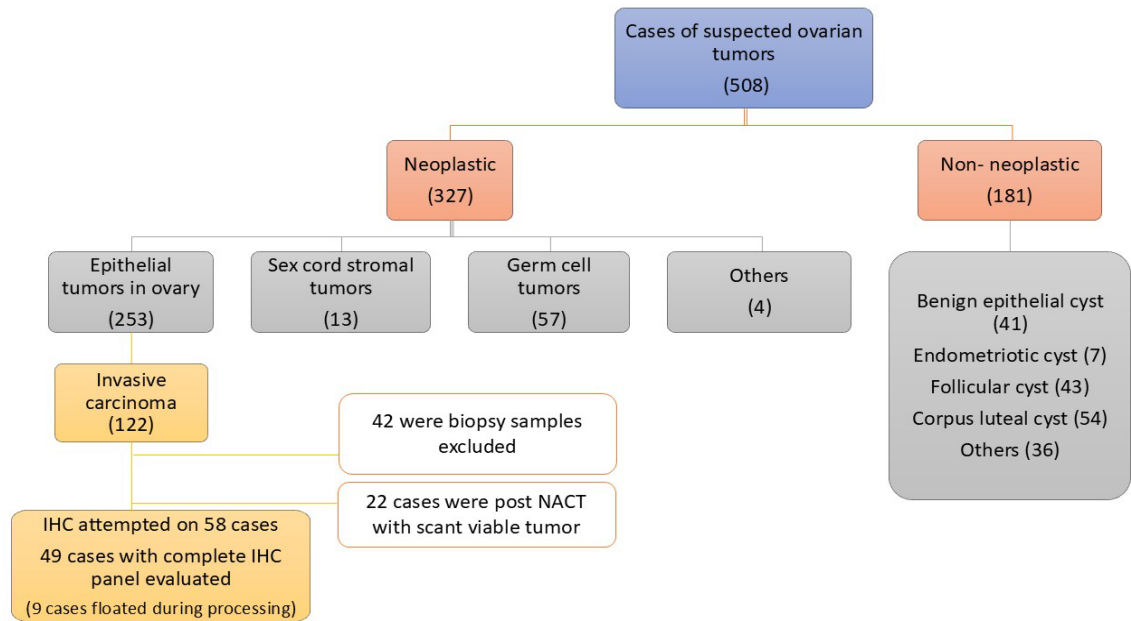 Cases of suspected ovarian
tumors
(508)
Neoplastic
(327)
Non- neoplastic
(181)
Epithelial
tumors in ovary
(253)
Sex cord stromal
tumors
(13)
Germ cell
tumors
(57)
Others
(4)
Benign epithelial cyst
(41)
Endometriotic cyst (7)
Follicular cyst (43)
Corpus luteal cyst (54)
Others (36)
Invasive
carcinoma
(122)
42 were biopsy samples
excluded
22 cases were post NACT
with scant viable tumor
IHC attempted on 58 cases
49 cases with complete IHC
panel evaluated
(9 cases floated during processing)